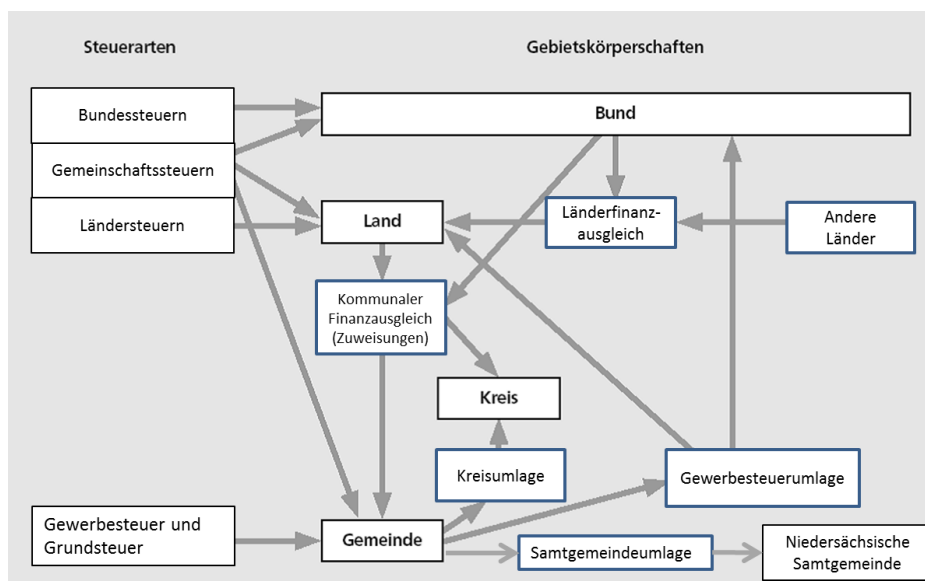 Steuerarten
Gebietskörperschaften
Bundessteuern
Bund
Gemeinschaftssteuern
Ländersteuern
Land
Länderfinanz-
ausgleich
Andere
Länder
Kommunaler
Finanzausgleich
(Zuweisungen)
Kreis
Kreisumlage
Gewerbesteuerumlage
Gewerbesteuer und
Grundsteuer
Gemeinde
Samtgemeindeumlage
Niedersächsische
Samtgemeinde